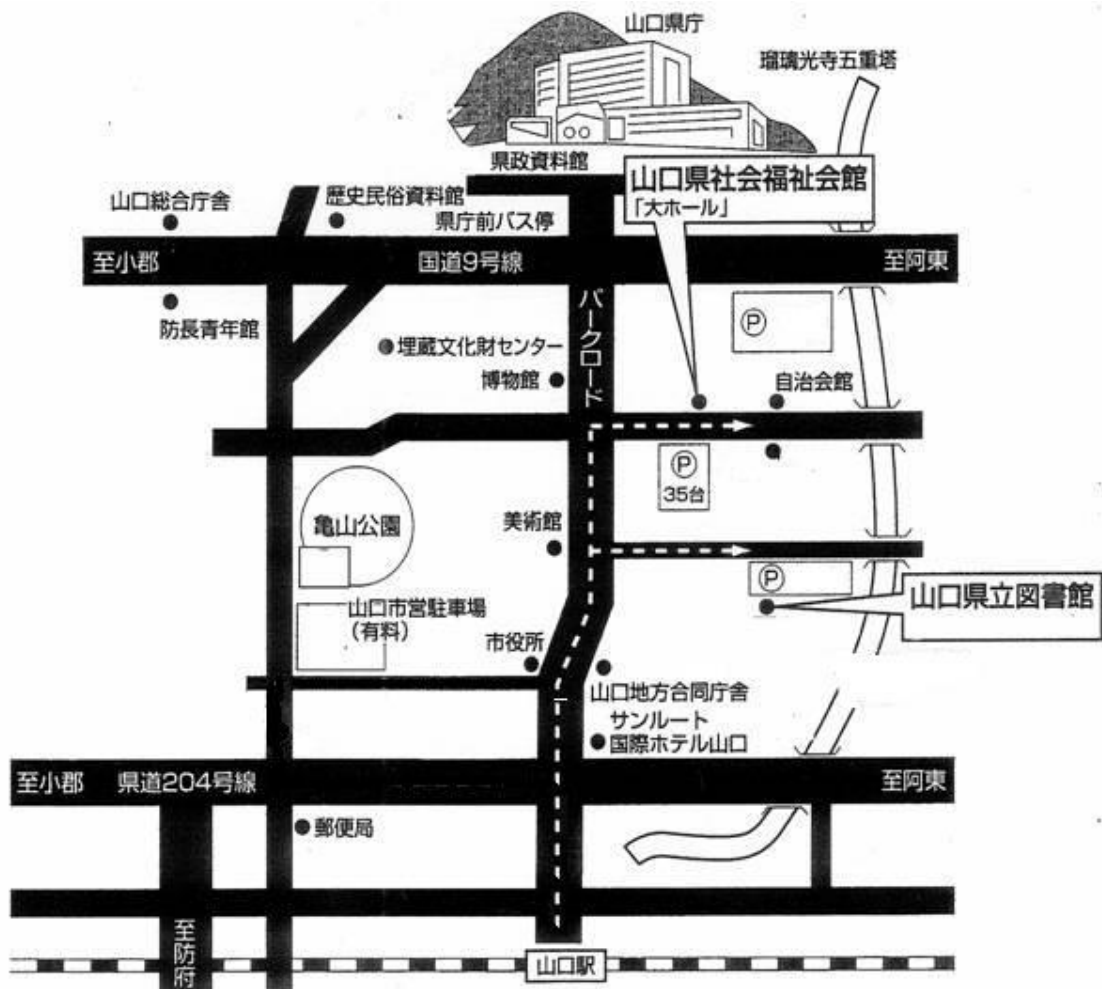 山口県庁
瑠璃光寺五重塔
県政資料館
山口県社会福祉会館
「大ホール」
山口総合庁舎
歴史民俗資料館
県庁前バス停
至小郡
国道9号線
至阿東
防長青年館
パークロード
P
埋蔵文化財センター
博物館
自治会館
P
35台
亀山公園
美術館
P
山口県立図書館
山口市営駐車場
(有料)
市役所
山口地方合同庁舎
サンルート
国際ホテル山口
至小郡
県道204号線
至阿東
郵便局
至防府
山口駅